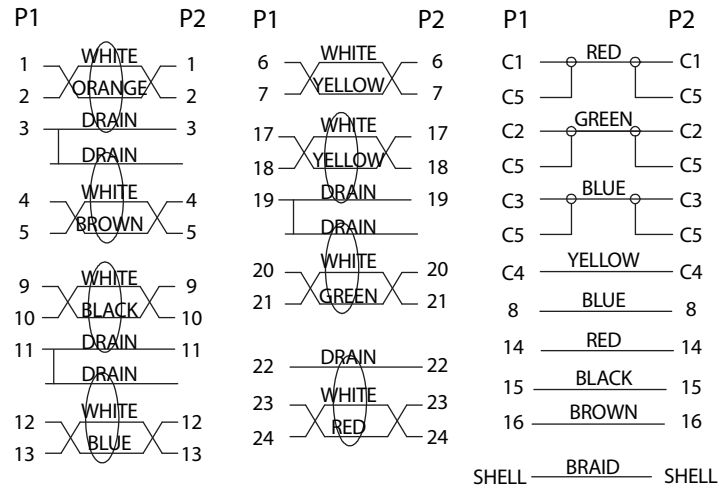 P1 P2
1 WHITE 1
2 ORANGE 2
3 DRAIN 3
DRAIN
4 WHITE 4
5 BROWN 5
9 WHITE 9
10 BLACK 10
11 DRAIN 11
DRAIN
12 WHITE 12
13 BLUE 13
P1 P2
6 WHITE 6
7 YELLOW 7
17 WHITE 17
18 YELLOW 18
19 DRAIN 19
DRAIN
20 WHITE 20
21 GREEN 21
22 DRAIN 22
23 WHITE 23
24 RED 24
P1 P2
C1 RED C1
C5 C5
C2 GREEN C2
C5 C5
C3 BLUE C3
C5 C5
C4 YELLOW C4
8 BLUE 8
14 RED 14
15 BLACK 15
16 BROWN 16
SHELL BRAID SHELL